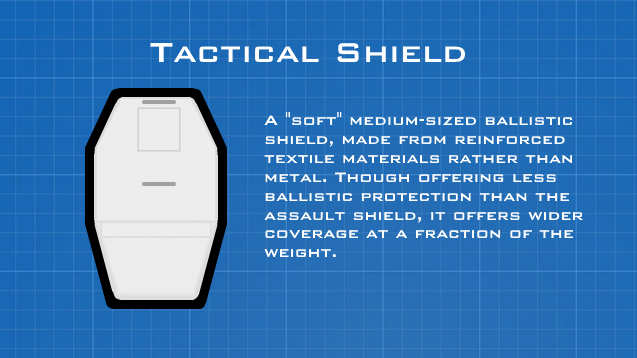 Tactical Shield
A "soft" medium-sized ballistic
shield, made from reinforced
textile materials rather than
metal. Though offering less
ballistic protection than the
assault shield, it offers wider
coverage at a fraction of the
weight.